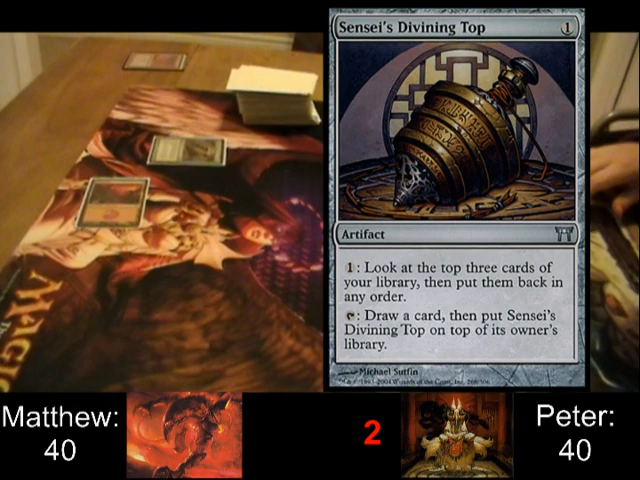 Sensei's Divining Top 1
Artifact
1: Look at the top three cards of
your library, then put them back in
any order.
: Draw a card, then put Sensei's
Divining Top on top of its owner's
library.
Michael Sutfin
MAGIC
Matthew:
40
2
Peter:
40